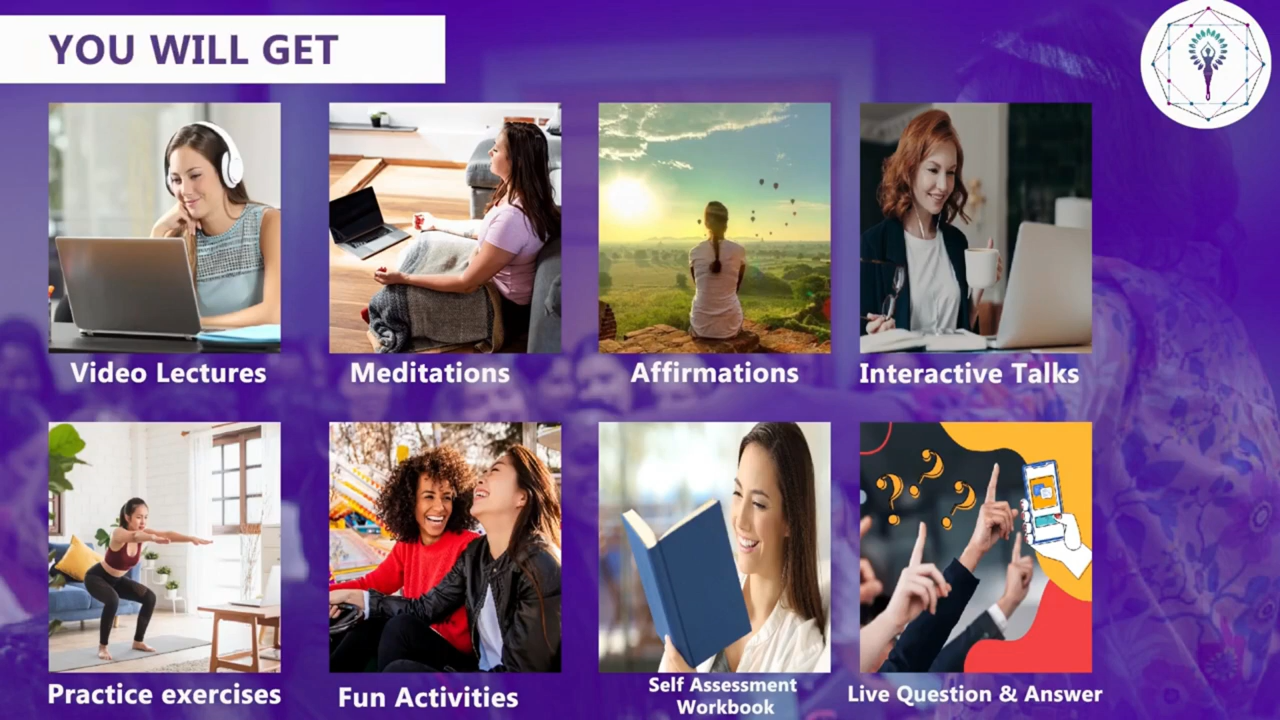 YOU WILL GET
Video Lectures
Meditations
Affirmations
Interactive Talks
Practice exercises
Fun Activities
Self Assessment
Workbook
Live Question & Answer